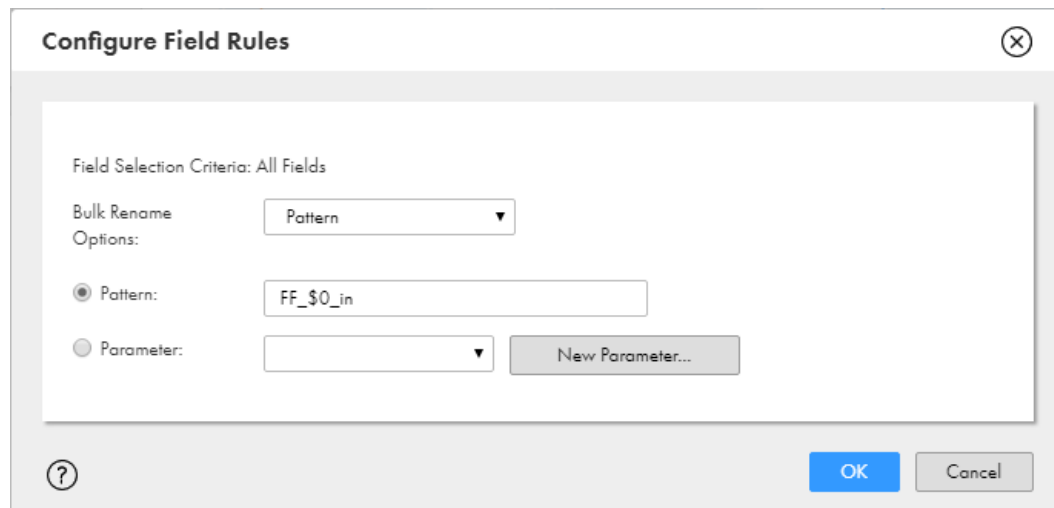 Configure Field Rules
Field Selection Criteria: All Fields
Bulk Rename
Options:
Pattern
Pattern:
FF_$0_in
Parameter:
New Parameter...
?
OK
Cancel